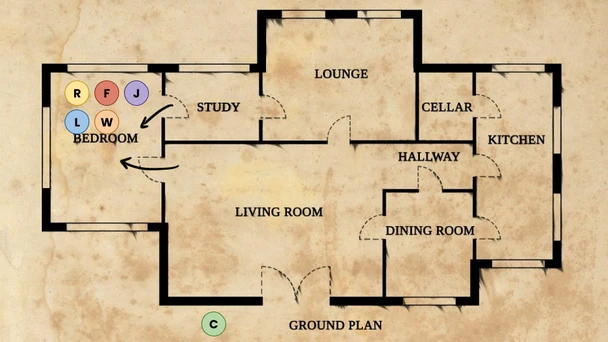 LOUNGE
R F J
STUDY
CELLAR
L W
BEDROOM
KITCHEN
HALLWAY
LIVING ROOM
DINING ROOM
C
GROUND PLAN